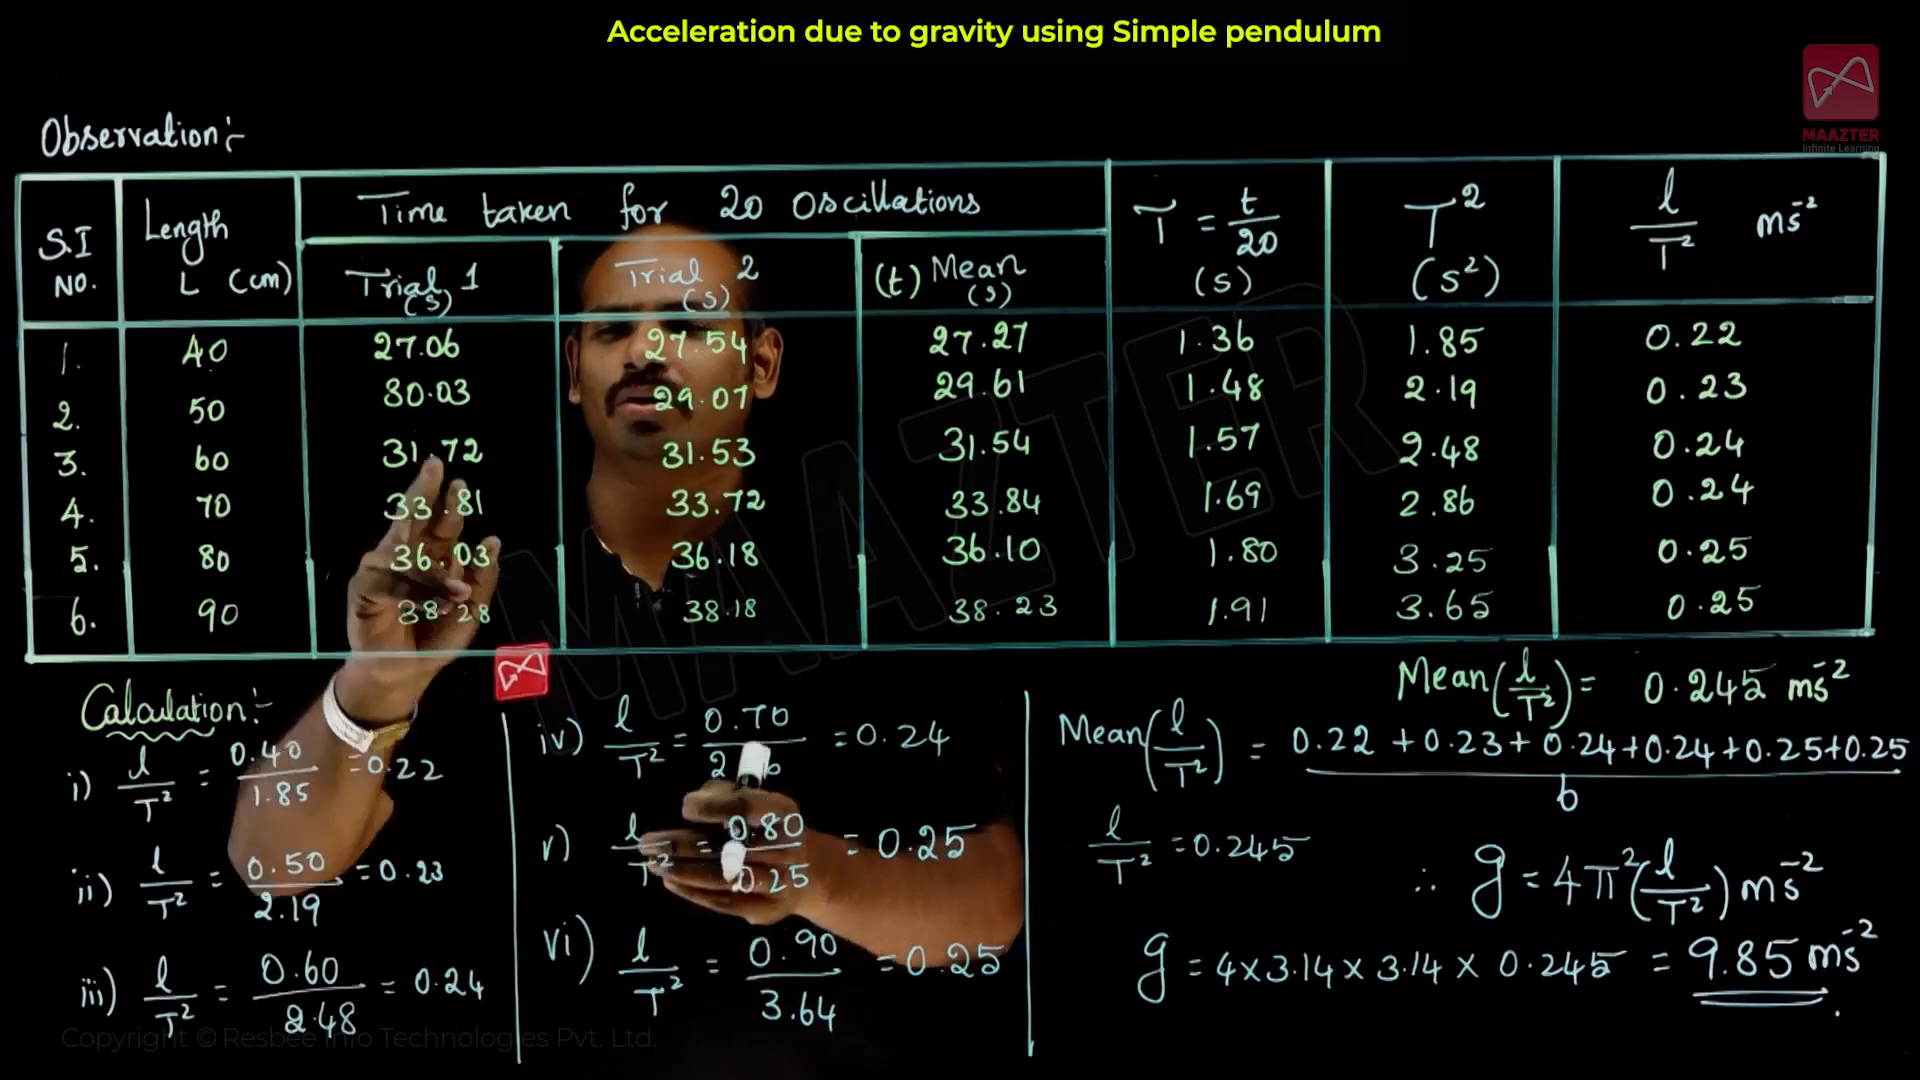 Acceleration due to gravity using Simple pendulum
MAAZTER
Infinite Learning
Observation:-
S.I NO. Length L (cm) Time taken for 20 Oscillations T = t/20 (s) T² (s²) l/T² ms⁻²
Trial 1 (s) Trial 2 (s) (t) Mean (s)
1. 40 27.06 27.54 27.27 1.36 1.85 0.22
2. 50 30.03 29.07 29.61 1.48 2.19 0.23
3. 60 31.72 31.53 31.54 1.57 2.48 0.24
4. 70 33.81 33.72 33.84 1.69 2.86 0.24
5. 80 36.03 36.18 36.10 1.80 3.25 0.25
6. 90 38.28 38.18 38.23 1.91 3.65 0.25
MAAZTER
Mean (l/T²) = 0.245 ms⁻²
Calculation:-
i) l/T² = 0.40/1.85 = 0.22
ii) l/T² = 0.50/2.19 = 0.23
iii) l/T² = 0.60/2.48 = 0.24
iv) l/T² = 0.70/ = 0.24
v) l/T² = 0.80/0.25 = 0.25
vi) l/T² = 0.90/3.64 = 0.25
Mean (l/T²) = 0.22 + 0.23 + 0.24 + 0.24 + 0.25 + 0.25 / 6
l/T² = 0.245
∴ g = 4π² (l/T²) ms⁻²
g = 4 × 3.14 × 3.14 × 0.245 = 9.85 ms⁻²
Copyright © Resbee Info Technologies Pvt. Ltd.